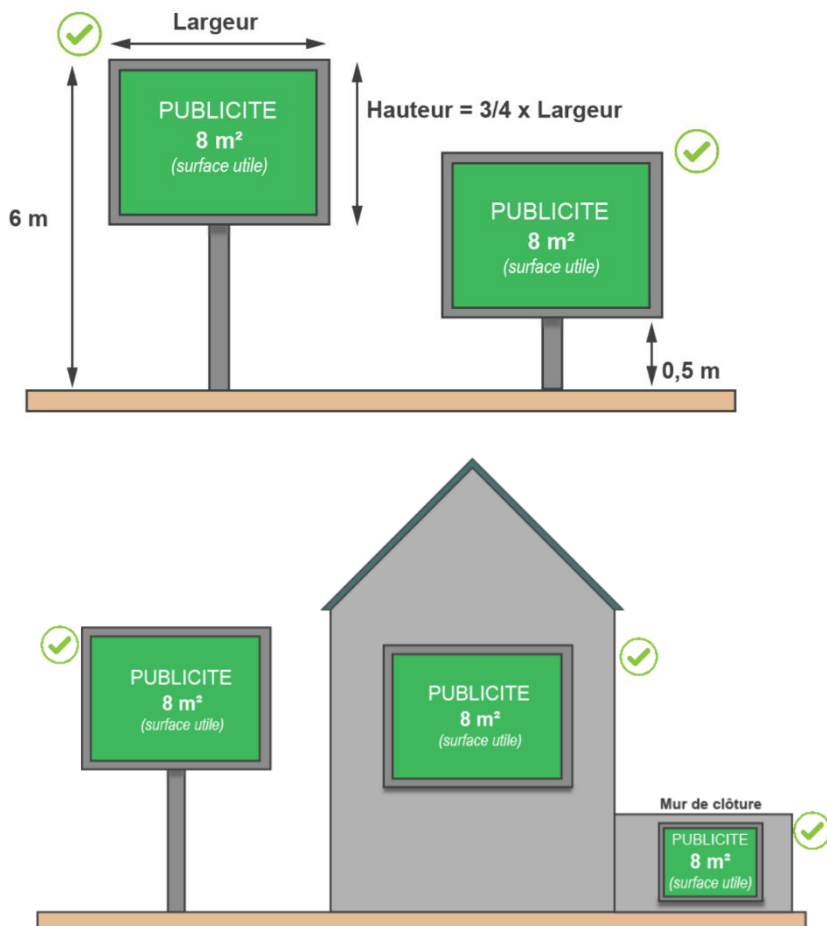 Largeur
PUBLICITE
8 m²
(surface utile)
Hauteur = 3/4 x Largeur
6 m
PUBLICITE
8 m²
(surface utile)
0,5 m
PUBLICITE
8 m²
(surface utile)
PUBLICITE
8 m²
(surface utile)
Mur de clôture
PUBLICITE
8 m²
(surface utile)